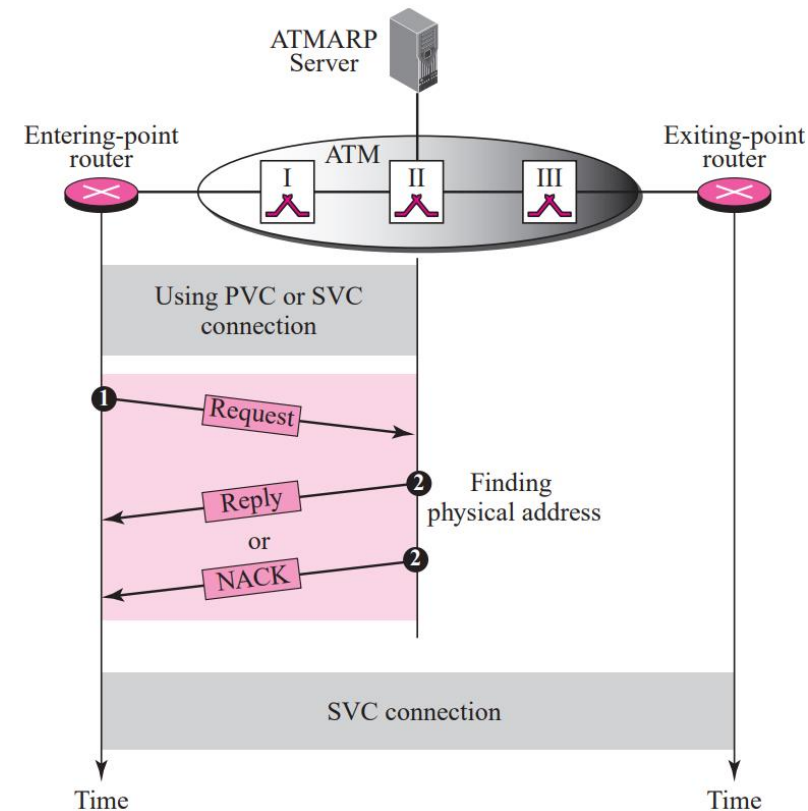 ATMARP
Server
Entering-point
router
ATM
Exiting-point
router
I
II
III
Using PVC or SVC
connection
1
Request
2
Reply
Finding
physical address
or
2
NACK
SVC connection
Time
Time